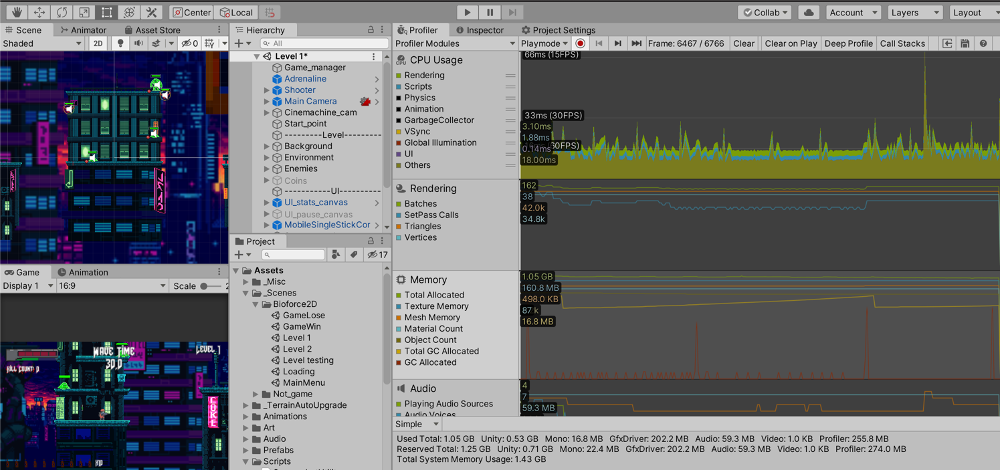 Center Local Collab Account Layers Layout
Scene Animator Asset Store
Shaded 2D 0
Hierarchy
All
Level 1*
Game_manager
Adrenaline
Shooter
Main Camera
Cinemachine_cam
Start_point
----------Level----------
Background
Environment
Enemies
Coins
----------UI----------
UI_stats_canvas
UI_pause_canvas
MobileSingleStickCor
Project
17
Assets
_Misc
_Scenes
Bioforce2D
GameLose
GameWin
Level 1
Level 2
Level testing
Loading
MainMenu
Not_game
_TerrainAutoUpgrade
Animations
Art
Audio
Prefabs
Scripts
Game Animation
Display 1 16:9 Scale 2
WAVE TIME
30.0
LEVEL 1
KILL COUNT: 0
COKE
X10
Profiler Inspector Project Settings
Profiler Modules Playmode Frame: 6467 / 6766 Clear Clear on Play Deep Profile Call Stacks
CPU Usage
Rendering
Scripts
Physics
Animation
GarbageCollector
VSync
Global Illumination
UI
Others
66ms (15FPS)
33ms (30FPS)
3.10ms
1.88ms
0.14ms
(60FPS)
18.00ms
Rendering
Batches
SetPass Calls
Triangles
Vertices
162
38
42.0k
34.8k
Memory
Total Allocated
Texture Memory
Mesh Memory
Material Count
Object Count
Total GC Allocated
GC Allocated
1.05 GB
160.8 MB
498.0 KB
87 k
16.8 MB
Audio
Playing Audio Sources
Audio Voices
4
7
59.3 MB
Simple
Used Total: 1.05 GB Unity: 0.53 GB Mono: 16.8 MB GfxDriver: 202.2 MB Audio: 59.3 MB Video: 1.0 KB Profiler: 255.8 MB
Reserved Total: 1.25 GB Unity: 0.71 GB Mono: 22.4 MB GfxDriver: 202.2 MB Audio: 59.3 MB Video: 1.0 KB Profiler: 274.0 MB
Total System Memory Usage: 1.43 GB